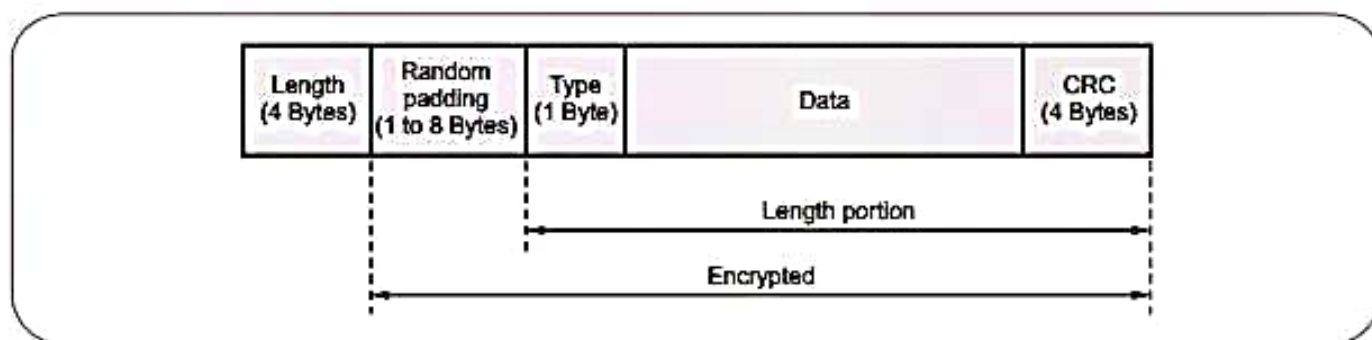 Length
(4 Bytes)
Random
padding
(1 to 8 Bytes)
Type
(1 Byte)
Data
CRC
(4 Bytes)
Length portion
Encrypted